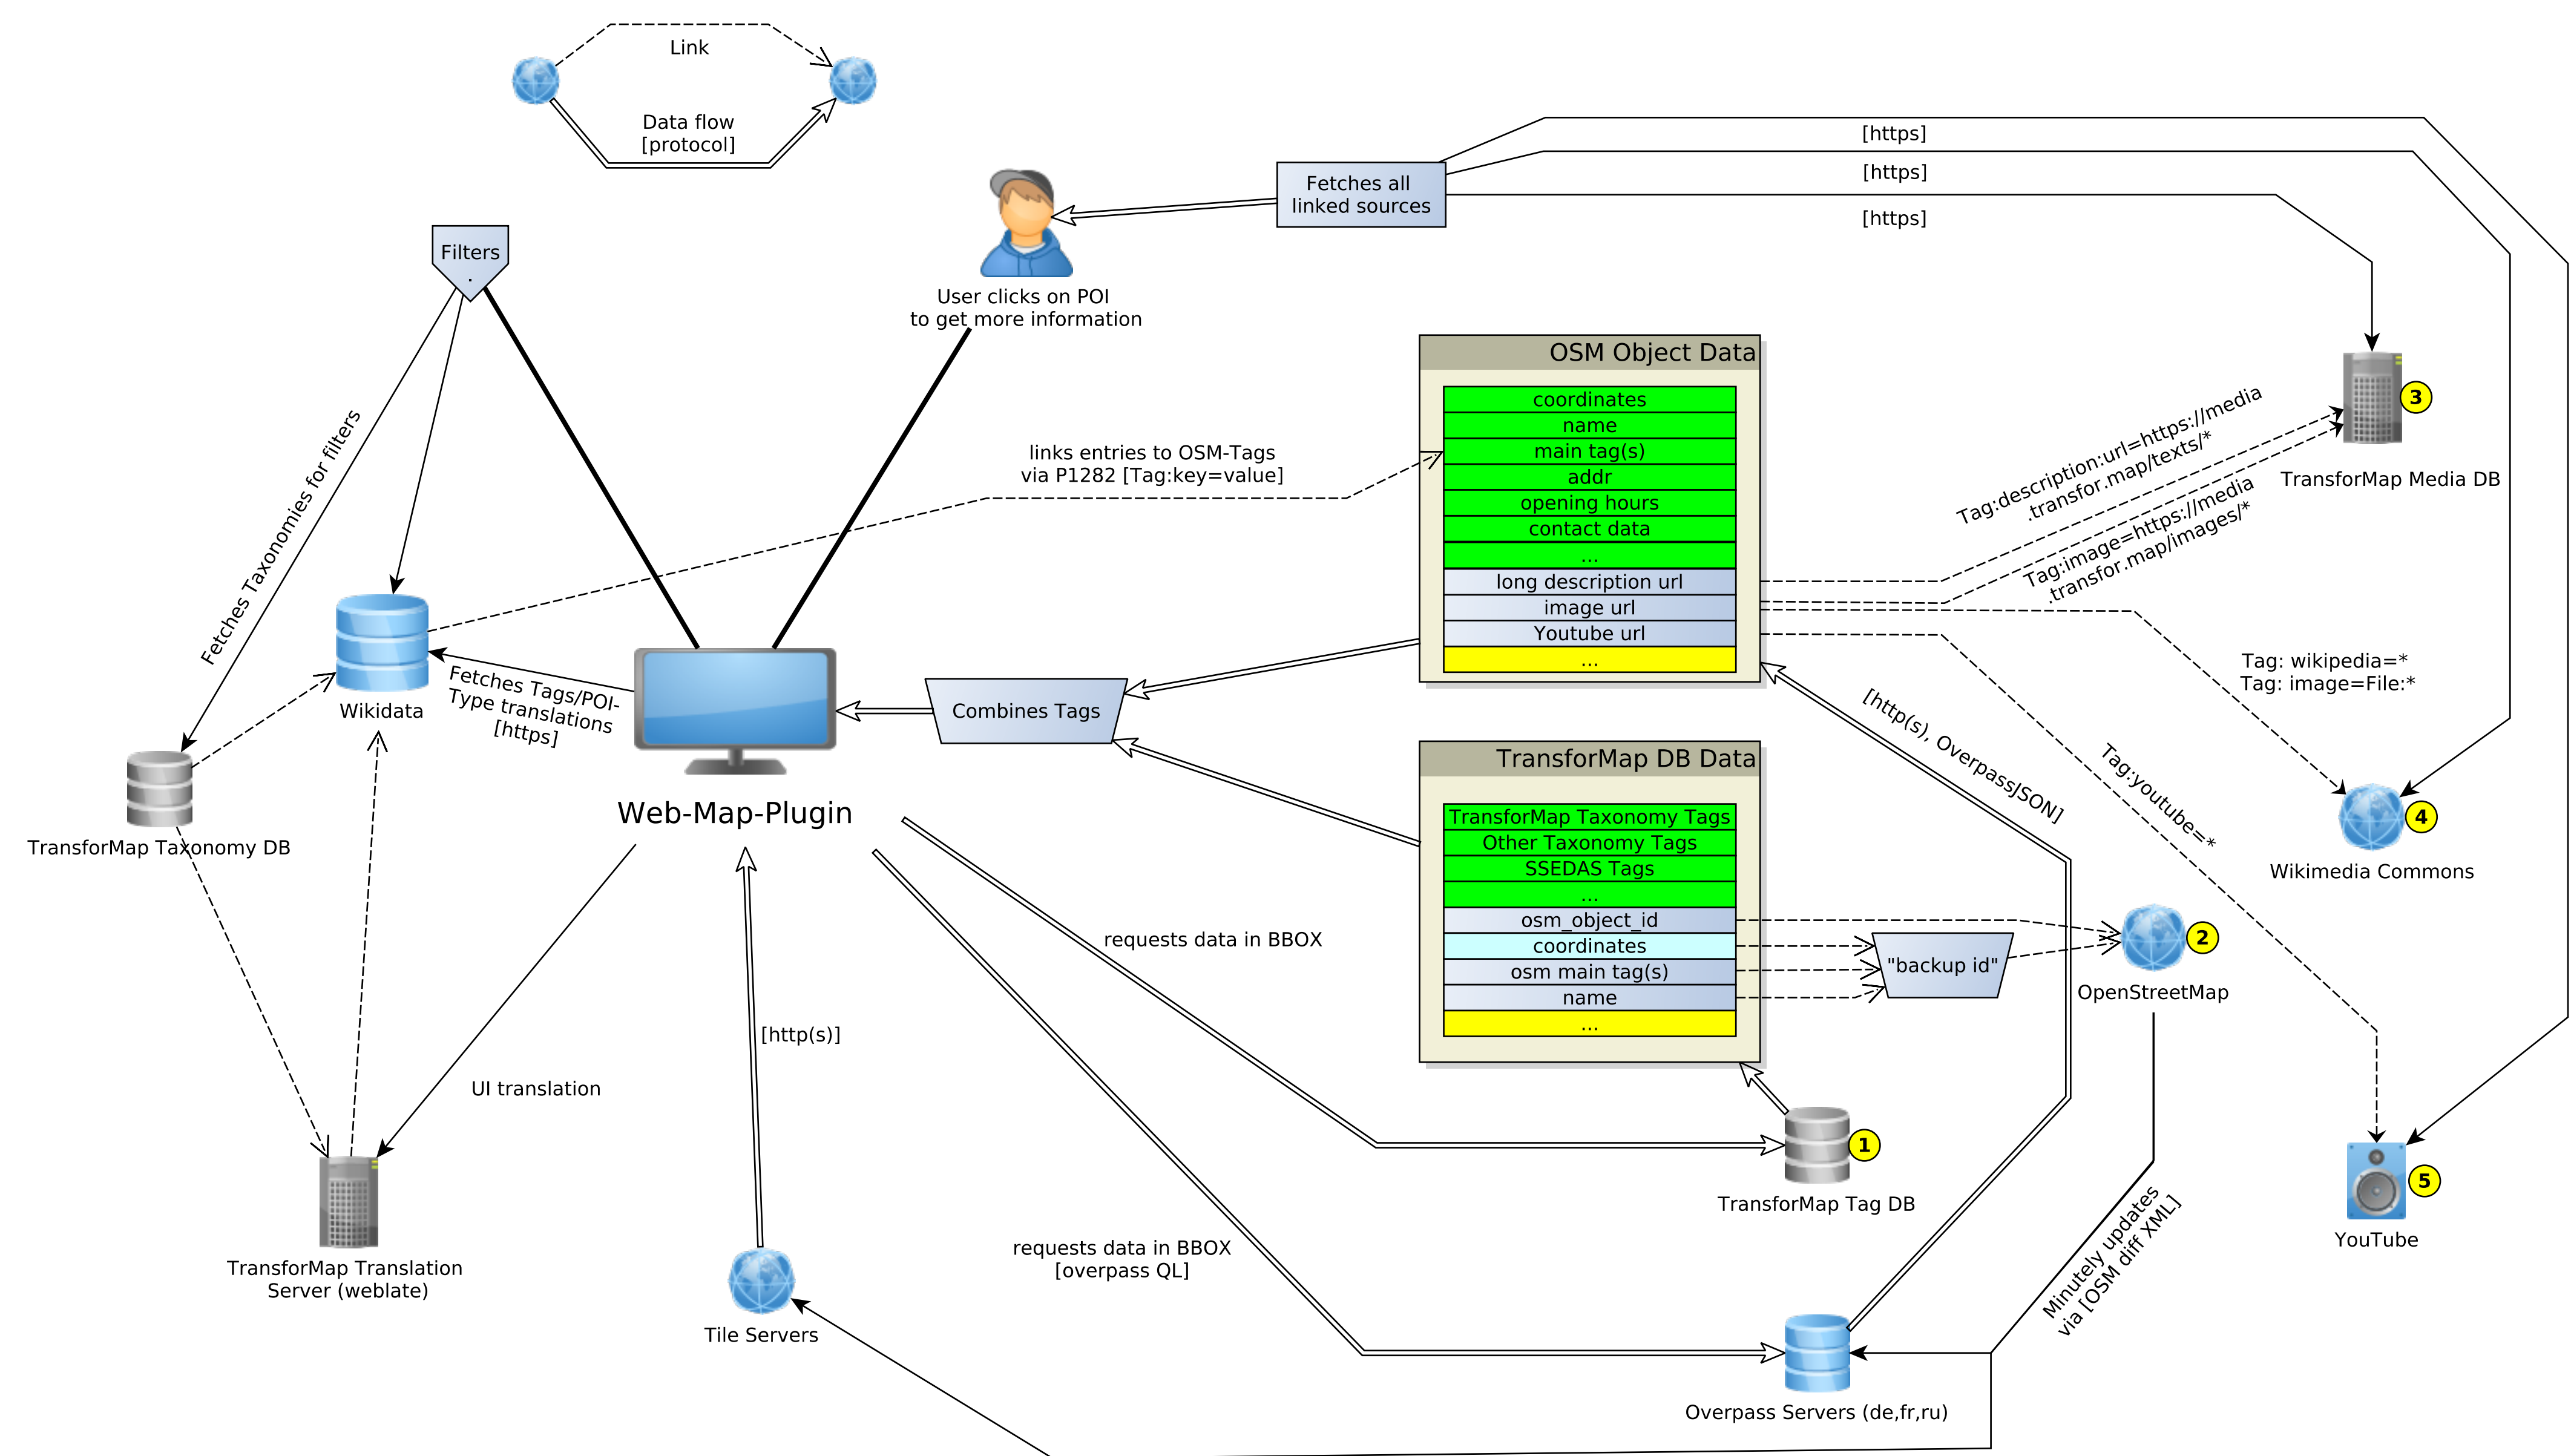 Link
Data flow
[protocol]
[https]
[https]
[https]
Fetches all
linked sources
Filters
.
User clicks on POI
to get more information
OSM Object Data
coordinates
name
main tag(s)
addr
opening hours
contact data
...
long description url
image url
Youtube url
...
links entries to OSM-Tags
via P1282 [Tag:key=value]
Tag:description:url=https://media
.transfor.map/texts/*
Tag:image=https://media
.transfor.map/images/*
3
TransforMap Media DB
Fetches Taxonomies for filters
Wikidata
Fetches Tags/POI-
Type translations
[https]
Combines Tags
Web-Map-Plugin
TransforMap Taxonomy DB
Tag: wikipedia=*
Tag: image=File:*
[http(s), OverpassJSON]
Tag:youtube=*
4
Wikimedia Commons
TransforMap DB Data
TransforMap Taxonomy Tags
Other Taxonomy Tags
SSEDAS Tags
...
osm_object_id
coordinates
osm main tag(s)
name
...
"backup id"
2
OpenStreetMap
requests data in BBOX
[http(s)]
UI translation
1
TransforMap Tag DB
5
YouTube
TransforMap Translation
Server (weblate)
Tile Servers
requests data in BBOX
[overpass QL]
Minutely updates
via [OSM diff XML]
Overpass Servers (de,fr,ru)